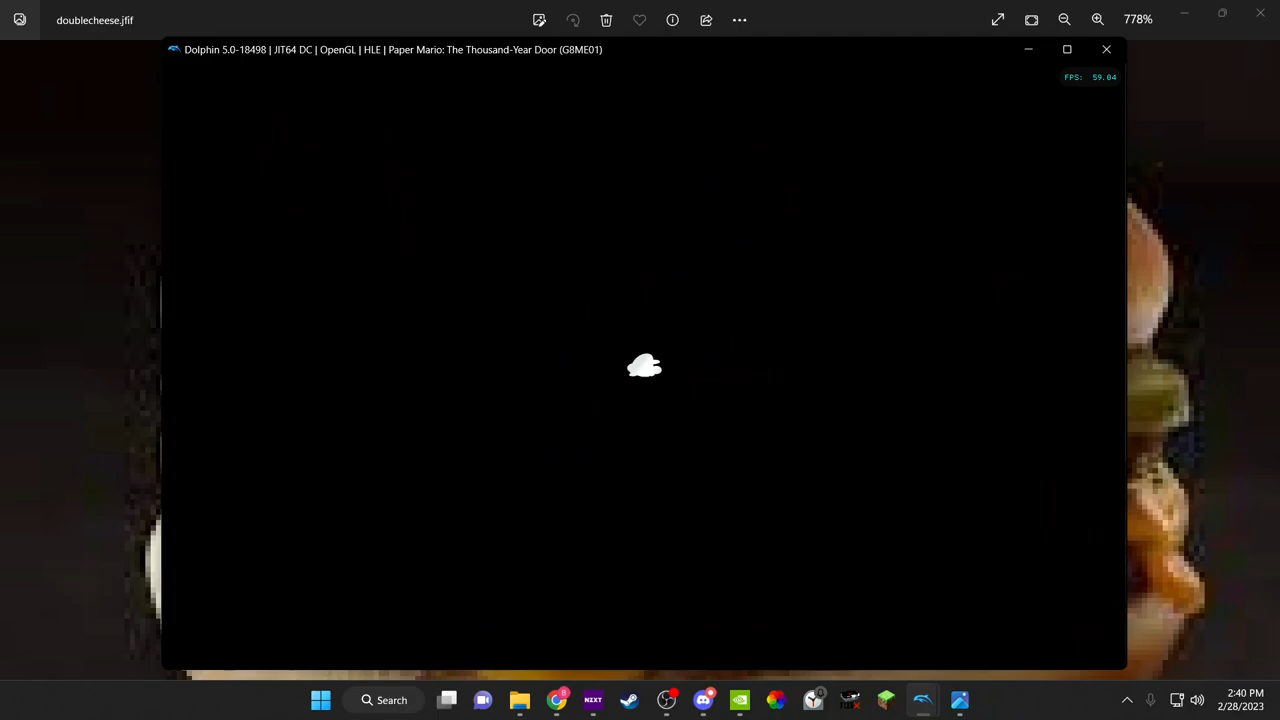 doublecheese.jfif
778%
Dolphin 5.0-18498 | JIT64 DC | OpenGL | HLE | Paper Mario: The Thousand-Year Door (G8ME01)
FPS: 59.04
Search
B
NZXT
4
2:40 PM
2/28/2023